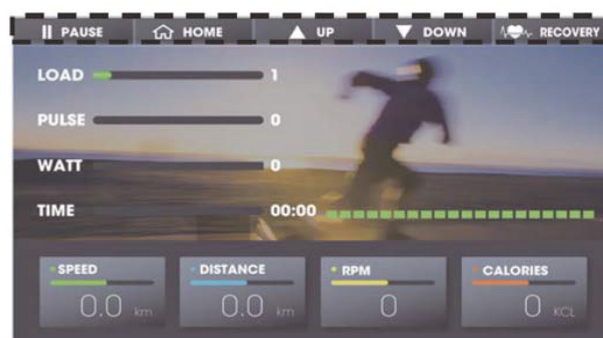 PAUSE HOME UP DOWN RECOVERY
LOAD 1
PULSE 0
WATT 0
TIME 00:00
SPEED DISTANCE RPM CALORIES
0.0 km 0.0 km 0 0 KCL